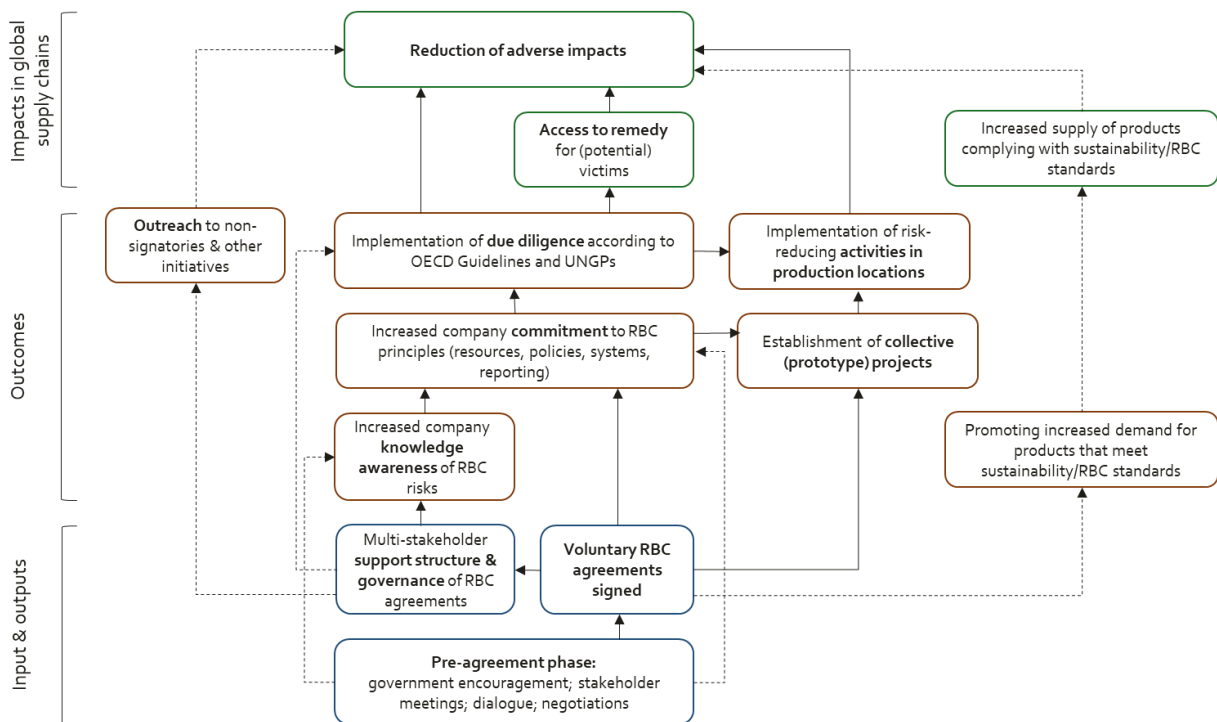 Impacts in global
supply chains
Reduction of adverse impacts
Access to remedy
for (potential)
victims
Increased supply of products
complying with sustainability/RBC
standards
Outcomes
Outreach to non-
signatories & other
initiatives
Implementation of due diligence according to
OECD Guidelines and UNGPs
Implementation of risk-
reducing activities in
production locations
Increased company commitment to RBC
principles (resources, policies, systems,
reporting)
Establishment of collective
(prototype) projects
Increased company
knowledge
awareness of RBC
risks
Promoting increased demand for
products that meet
sustainability/RBC standards
Input & outputs
Multi-stakeholder
support structure &
governance of RBC
agreements
Voluntary RBC
agreements
signed
Pre-agreement phase:
government encouragement; stakeholder
meetings; dialogue; negotiations